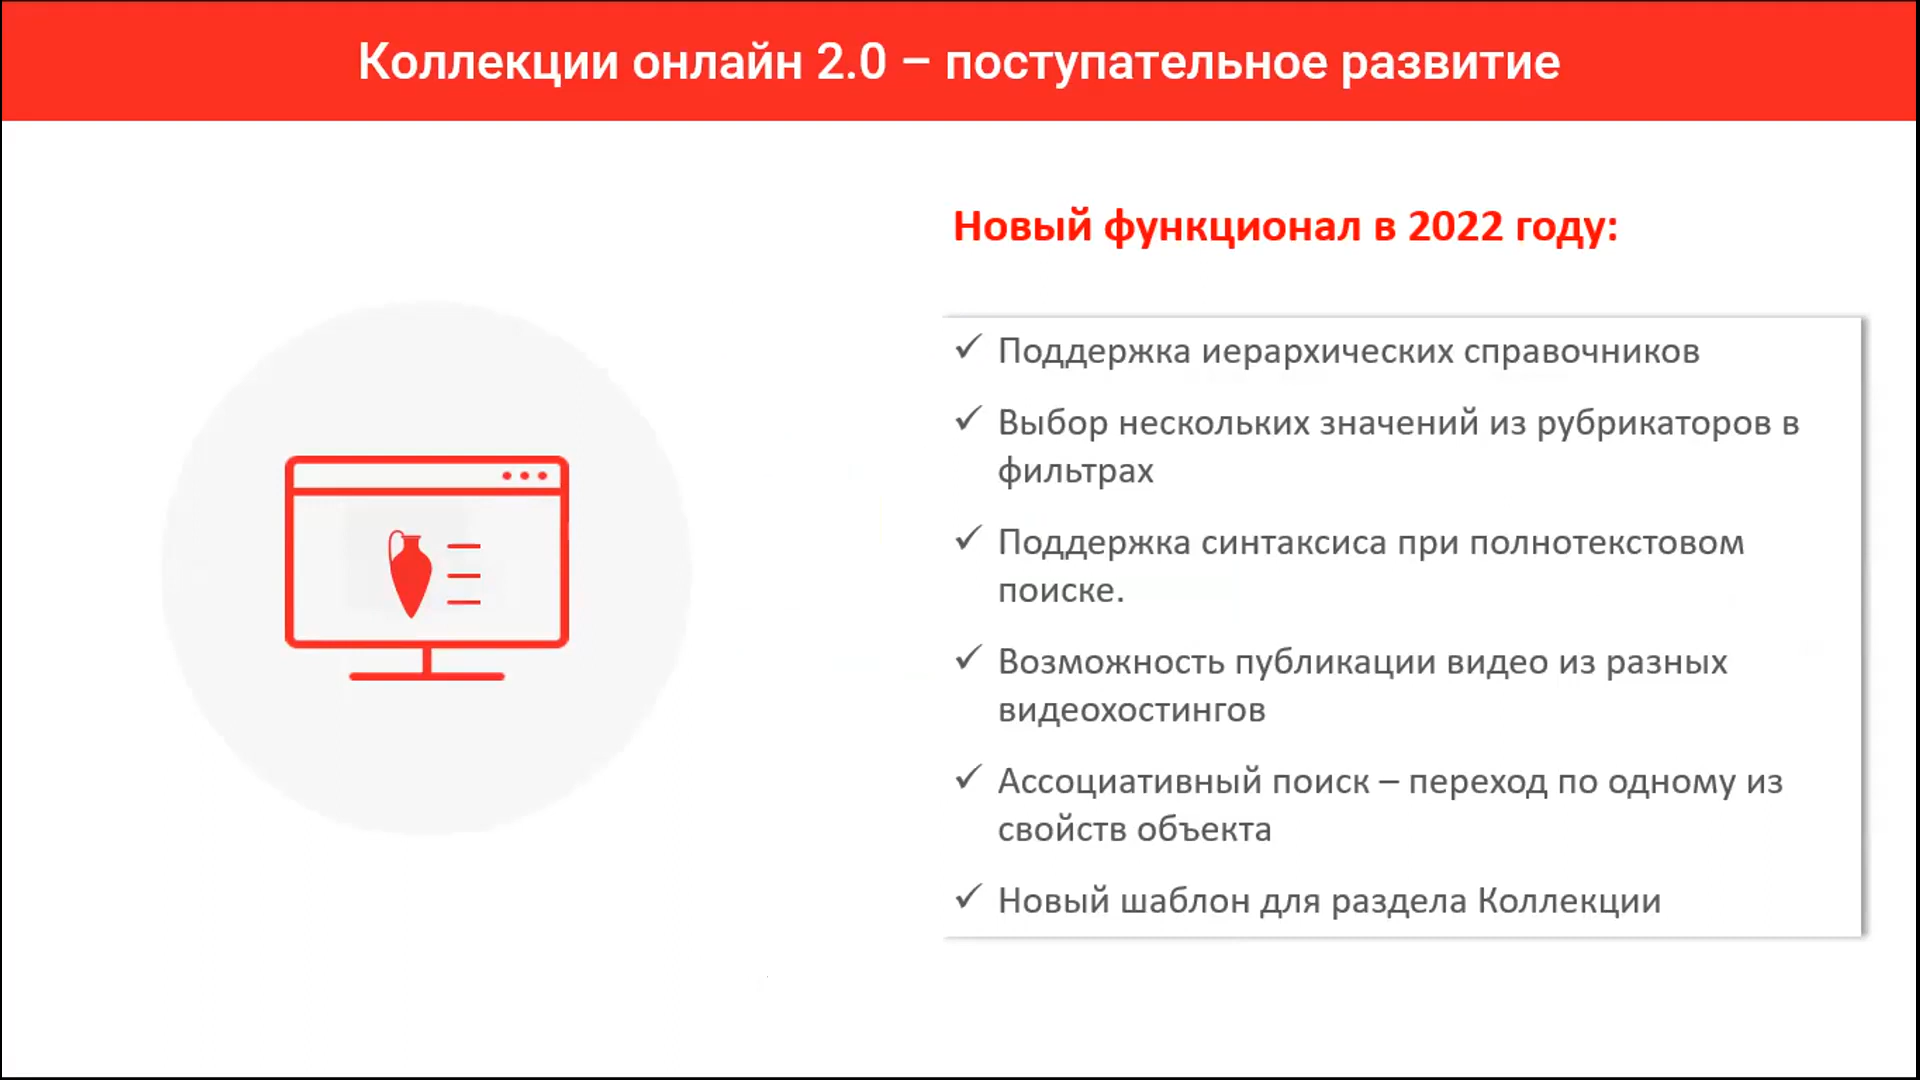 Коллекции онлайн 2.0 – поступательное развитие
Новый функционал в 2022 году:
✓ Поддержка иерархических справочников
✓ Выбор нескольких значений из рубрикаторов в
фильтрах
✓ Поддержка синтаксиса при полнотекстовом
поиске.
✓ Возможность публикации видео из разных
видеохостингов
✓ Ассоциативный поиск – переход по одному из
свойств объекта
✓ Новый шаблон для раздела Коллекции